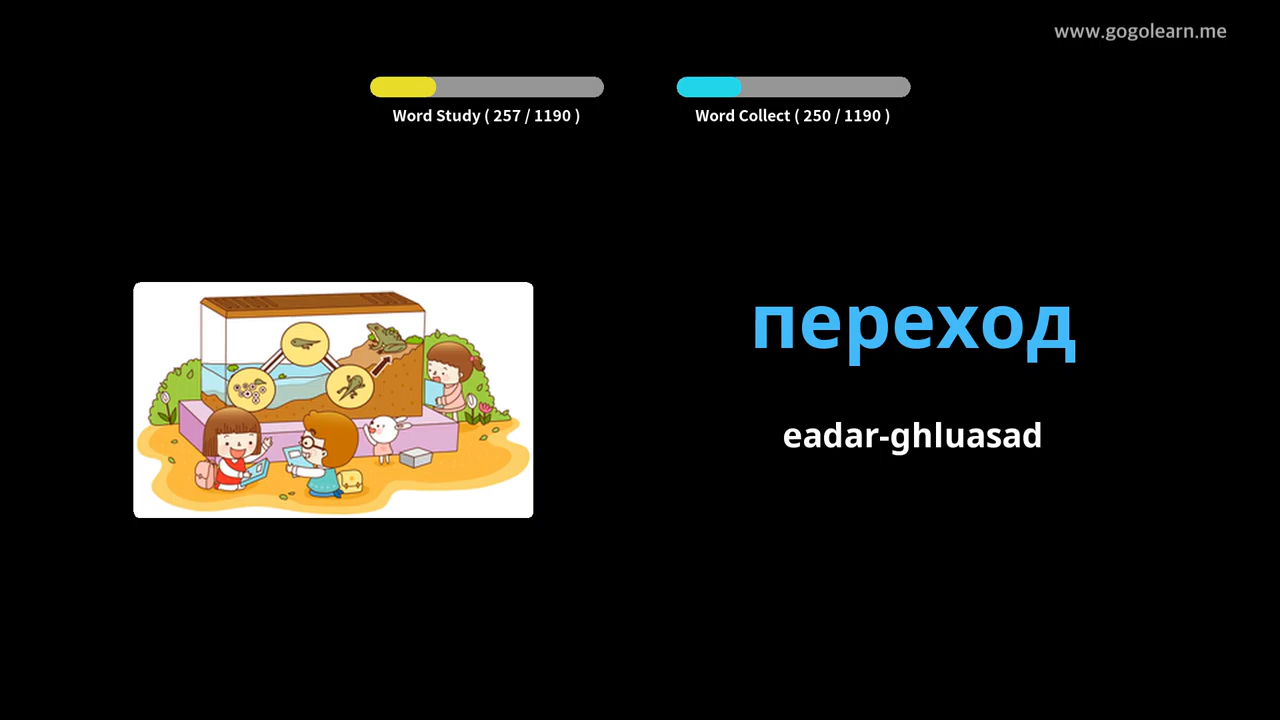 www.gogolearn.me
Word Study ( 257 / 1190 )
Word Collect ( 250 / 1190 )
переход
eadar-ghluasad